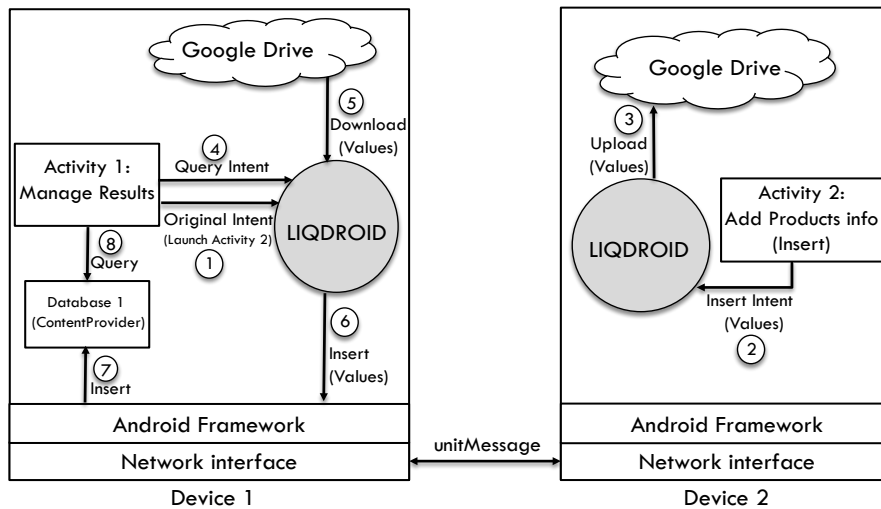 Google Drive
5
Download
(Values)
4
Query Intent
Activity 1:
Manage Results
Original Intent
(Launch Activity 2)
1
LIQDROID
8
Query
Database 1
(ContentProvider)
6
Insert
(Values)
7
Insert
Android Framework
Network interface
Device 1
unitMessage
Google Drive
3
Upload
(Values)
Activity 2:
Add Products info
(Insert)
LIQDROID
Insert Intent
(Values)
2
Android Framework
Network interface
Device 2